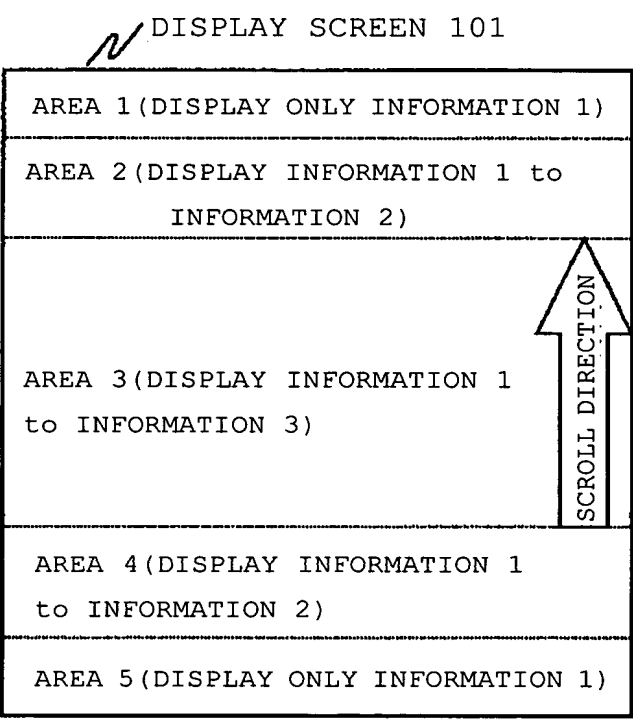 DISPLAY SCREEN 101
AREA 1(DISPLAY ONLY INFORMATION 1)
AREA 2(DISPLAY INFORMATION 1 to
INFORMATION 2)
SCROLL DIRECTION
AREA 3(DISPLAY INFORMATION 1
to INFORMATION 3)
AREA 4(DISPLAY INFORMATION 1
to INFORMATION 2)
AREA 5(DISPLAY ONLY INFORMATION 1)